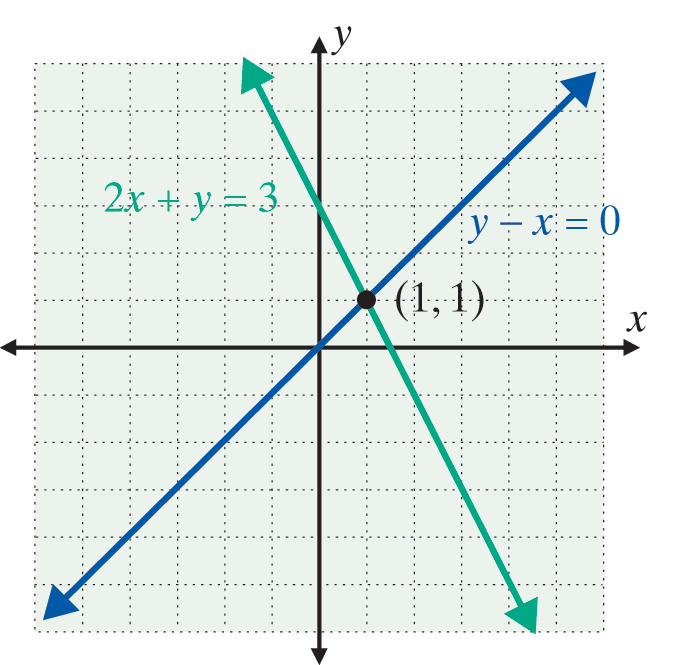 y
2x + y = 3
y − x = 0
(1, 1)
x